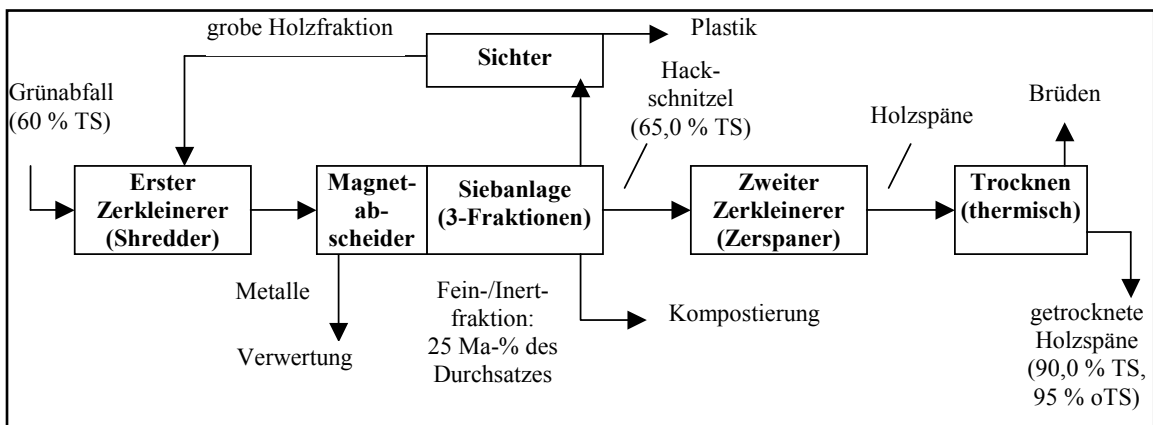 grobe Holzfraktion
Sichter
Plastik
Grünabfall
(60 % TS)
Hack-
schnitzel
(65,0 % TS)
Holzspäne
Brüden
Erster
Zerkleinerer
(Shredder)
Magnet-
ab-
scheider
Siebanlage
(3-Fraktionen)
Zweiter
Zerkleinerer
(Zerspaner)
Trocknen
(thermisch)
Metalle
Verwertung
Fein-/Inert-
fraktion:
25 Ma-% des
Durchsatzes
Kompostierung
getrocknete
Holzspäne
(90,0 % TS,
95 % oTS)